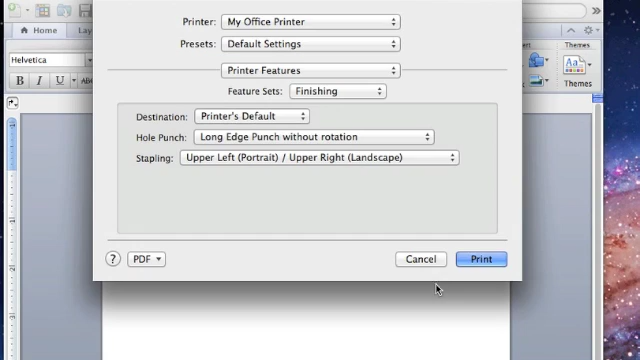 Printer: My Office Printer
Presets: Default Settings
Home
Printer Features
Themes
Helvetica
Feature Sets: Finishing
B I U ABC
Aa
Themes
Destination: Printer's Default
Hole Punch: Long Edge Punch without rotation
Stapling: Upper Left (Portrait) / Upper Right (Landscape)
? PDF Cancel Print